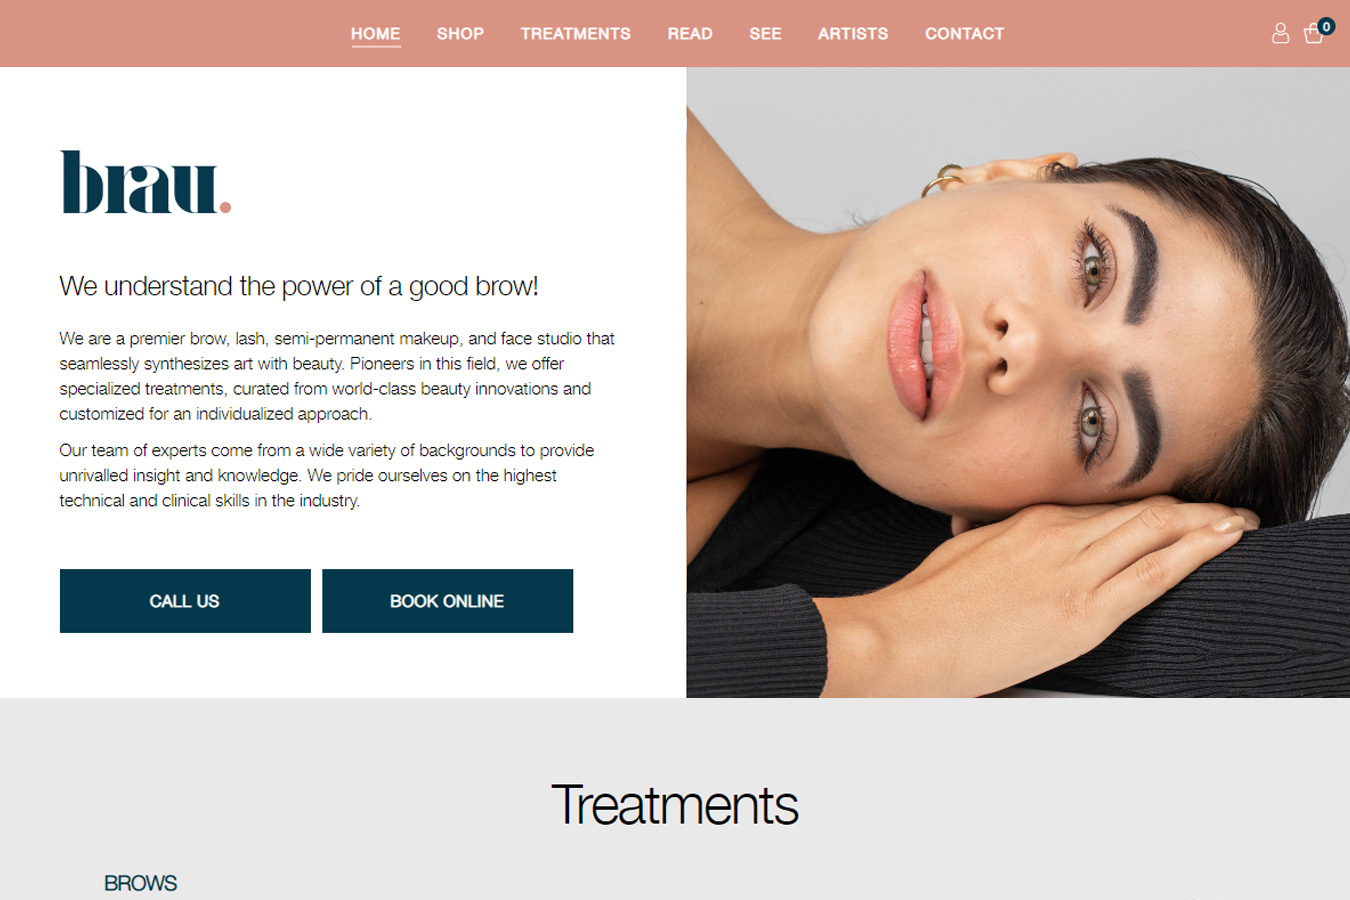 HOME SHOP TREATMENTS READ SEE ARTISTS CONTACT
0
brau.
We understand the power of a good brow!
We are a premier brow, lash, semi-permanent makeup, and face studio that
seamlessly synthesizes art with beauty. Pioneers in this field, we offer
specialized treatments, curated from world-class beauty innovations and
customized for an individualized approach.
Our team of experts come from a wide variety of backgrounds to provide
unrivalled insight and knowledge. We pride ourselves on the highest
technical and clinical skills in the industry.
CALL US BOOK ONLINE
Treatments
BROWS